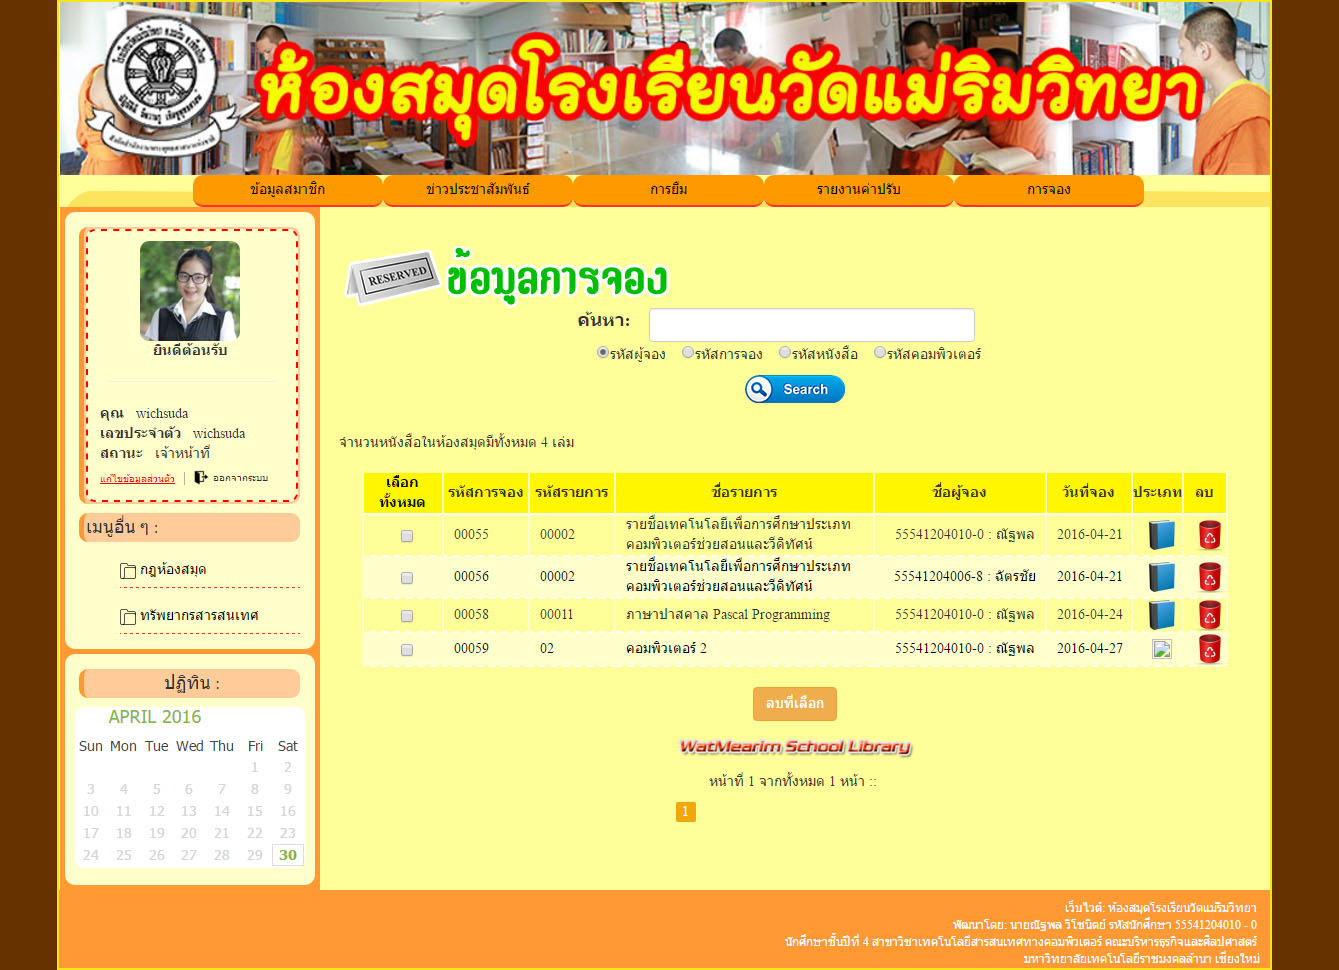 ห้องสมุดโรงเรียนวัดแม่ริมวิทยา
ข้อมูลสมาชิก
ข่าวประชาสัมพันธ์
การยืม
รายงานค่าปรับ
การจอง
ยินดีต้อนรับ
คุณ wichsuda
เลขประจำตัว wichsuda
สถานะ เจ้าหน้าที่
แก้ไขข้อมูลส่วนตัว | ออกจากระบบ
เมนูอื่น ๆ :
กฎห้องสมุด
ทรัพยากรสารสนเทศ
ปฏิทิน :
APRIL 2016
Sun Mon Tue Wed Thu Fri Sat
1 2
3 4 5 6 7 8 9
10 11 12 13 14 15 16
17 18 19 20 21 22 23
24 25 26 27 28 29 30
RESERVED
ข้อมูลการจอง
ค้นหา:
รหัสผู้จอง รหัสการจอง รหัสหนังสือ รหัสคอมพิวเตอร์
Search
จำนวนหนังสือในห้องสมุดมีทั้งหมด 4 เล่ม
เลือก
ทั้งหมด รหัสการจอง รหัสรายการ ชื่อรายการ ชื่อผู้จอง วันที่จอง ประเภท ลบ
00055 00002 รายชื่อเทคโนโลยีเพื่อการศึกษาประเภท
คอมพิวเตอร์ช่วยสอนและวีดิทัศน์ 55541204010-0 : ณัฐพล 2016-04-21
00056 00002 รายชื่อเทคโนโลยีเพื่อการศึกษาประเภท
คอมพิวเตอร์ช่วยสอนและวีดิทัศน์ 55541204006-8 : ฉัตรชัย 2016-04-21
00058 00011 ภาษาปาสคาล Pascal Programming 55541204010-0 : ณัฐพล 2016-04-24
00059 02 คอมพิวเตอร์ 2 55541204010-0 : ณัฐพล 2016-04-27
ลบที่เลือก
WatMearim School Library
หน้าที่ 1 จากทั้งหมด 1 หน้า ::
1
เว็บไวต์: ห้องสมุดโรงเรียนวัดแม่ริมวิทยา
พัฒนาโดย: นายณัฐพล วิโชนิตย์ รหัสนักศึกษา 55541204010 - 0
นักศึกษาชั้นปีที่ 4 สาขาวิชาเทคโนโลยีสารสนเทศทางคอมพิวเตอร์ คณะบริหารธุรกิจและศิลปศาสตร์
มหาวิทยาลัยเทคโนโลยีราชมงคลล้านนา เชียงใหม่